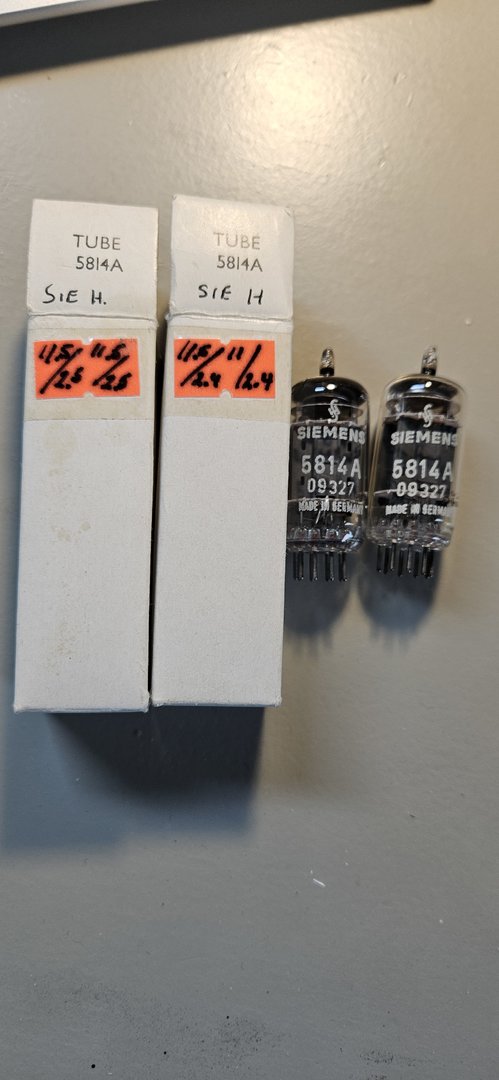 TUBE
5814A
SIE H.
11.5/2.5 11.5/2.5
TUBE
5814A
SIE H
11.5/2.4 11/2.4
SIEMENS
5814A
09327
MADE IN GERMANY
SIEMENS
5814A
09327
MADE IN GERMANY